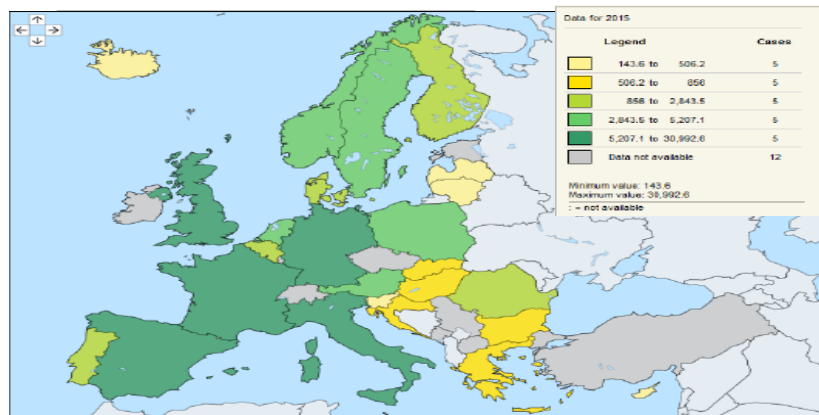 Data for 2015
Legend Cases
143.6 to 506.2 5
506.2 to 856 5
856 to 2,843.5 5
2,843.5 to 5,207.1 5
5,207.1 to 30,992.6 5
Data not available 12
Minimum value: 143.6
Maximum value: 30,992.6
: = not available